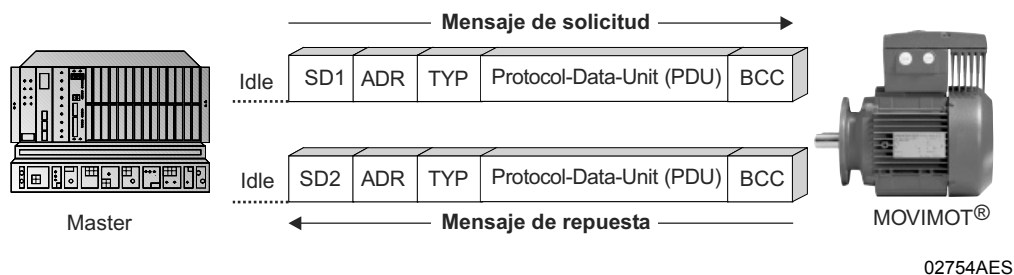 Mensaje de solicitud
Idle SD1 ADR TYP Protocol-Data-Unit (PDU) BCC
Idle SD2 ADR TYP Protocol-Data-Unit (PDU) BCC
Mensaje de repuesta
Master
MOVIMOT®
02754AES